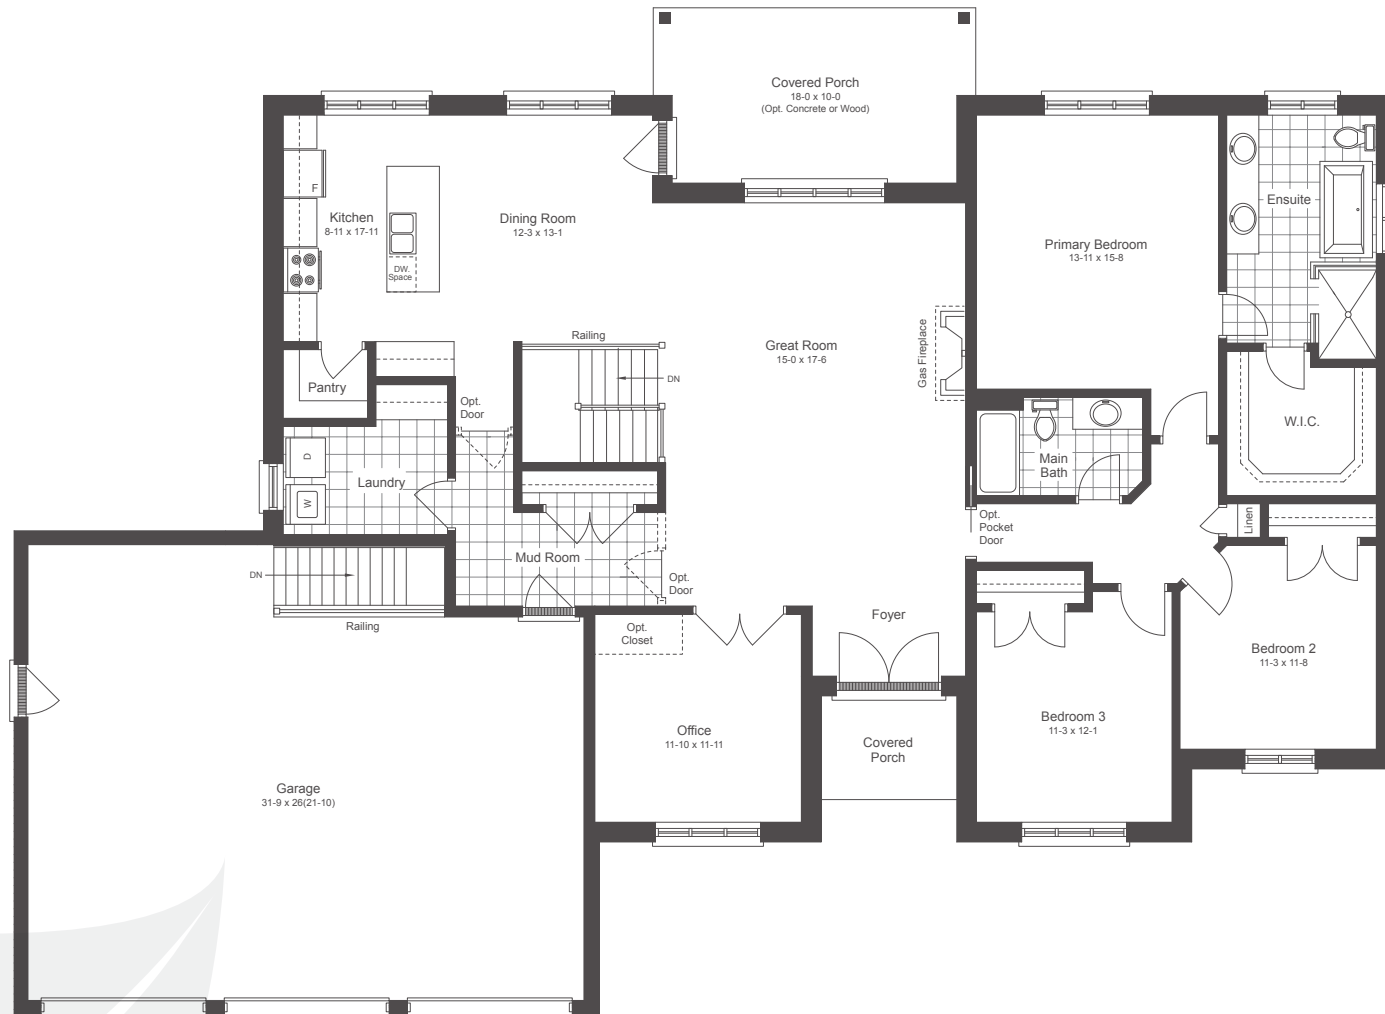 Covered Porch
18-0 x 10-0
(Opt. Concrete or Wood)
F
Kitchen
8-11 x 17-11
DW.
Space
Dining Room
12-3 x 13-1
Primary Bedroom
13-11 x 15-8
Ensuite
Railing
DN
Great Room
15-0 x 17-6
Gas Fireplace
Pantry
Opt.
Door
D
W
Laundry
Main
Bath
W.I.C.
Opt.
Pocket
Door
Linen
Mud Room
Opt.
Door
DN
Railing
Opt.
Closet
Foyer
Bedroom 2
11-3 x 11-8
Bedroom 3
11-3 x 12-1
Office
11-10 x 11-11
Covered
Porch
Garage
31-9 x 26(21-10)